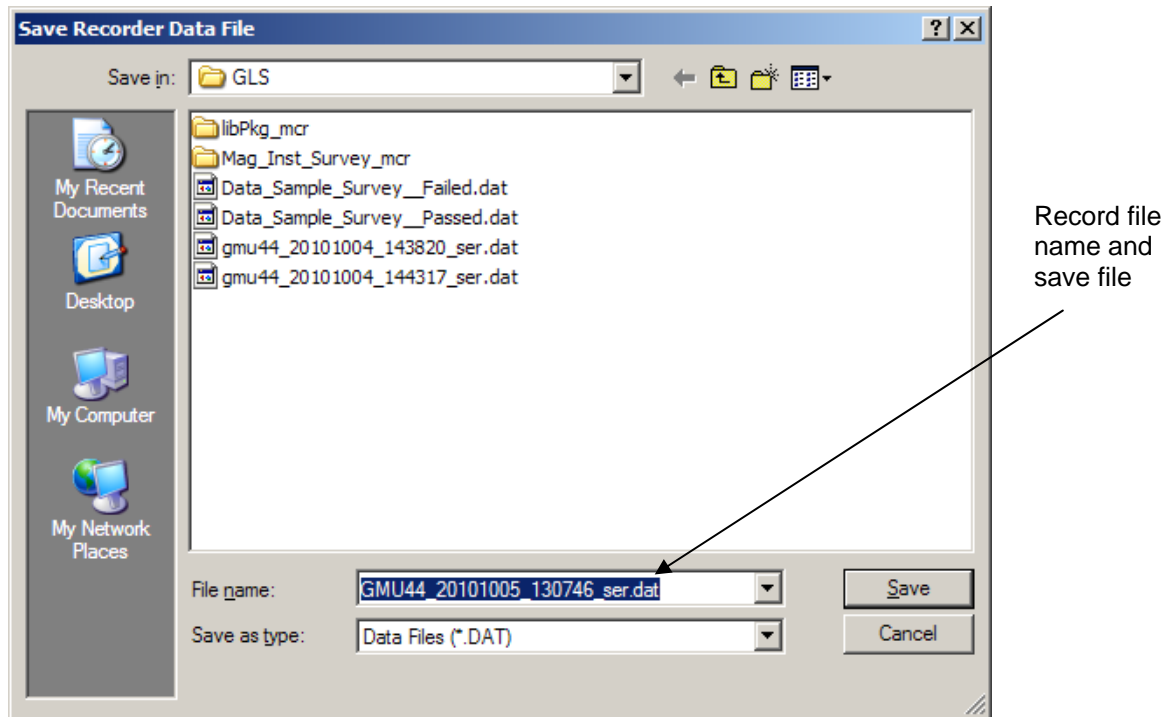 Save Recorder Data File
Save in:
GLS
My Recent
Documents
Desktop
My Computer
My Network
Places
libPkg_mcr
Mag_Inst_Survey_mcr
Data_Sample_Survey__Failed.dat
Data_Sample_Survey__Passed.dat
gmu44_20101004_143820_ser.dat
gmu44_20101004_144317_ser.dat
File name:
GMU44_20101005_130746_ser.dat
Save
Save as type:
Data Files (*.DAT)
Cancel
Record file
name and
save file